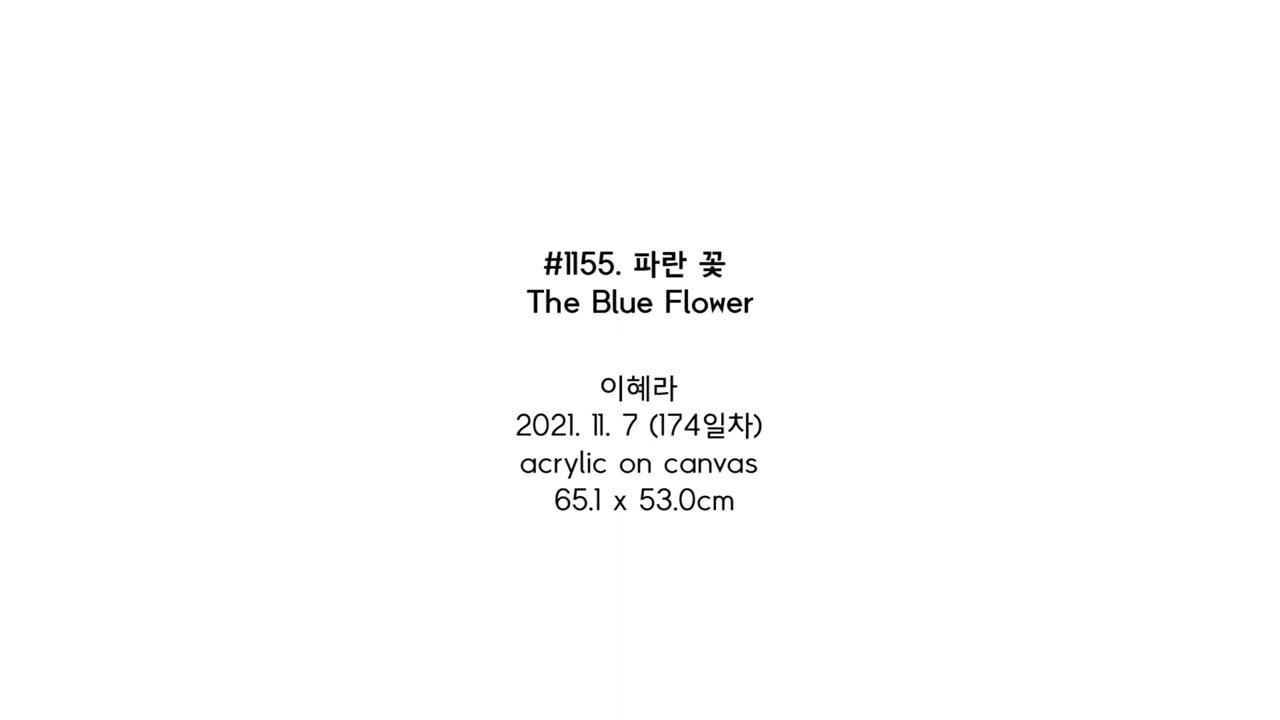 #1155. 파란 꽃
The Blue Flower
이혜라
2021. 11. 7 (174일차)
acrylic on canvas
65.1 x 53.0cm